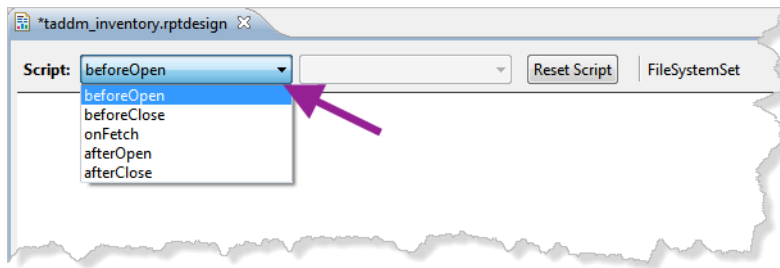 *taddm_inventory.rptdesign
Script: beforeOpen Reset Script FileSystemSet
beforeOpen
beforeClose
onFetch
afterOpen
afterClose